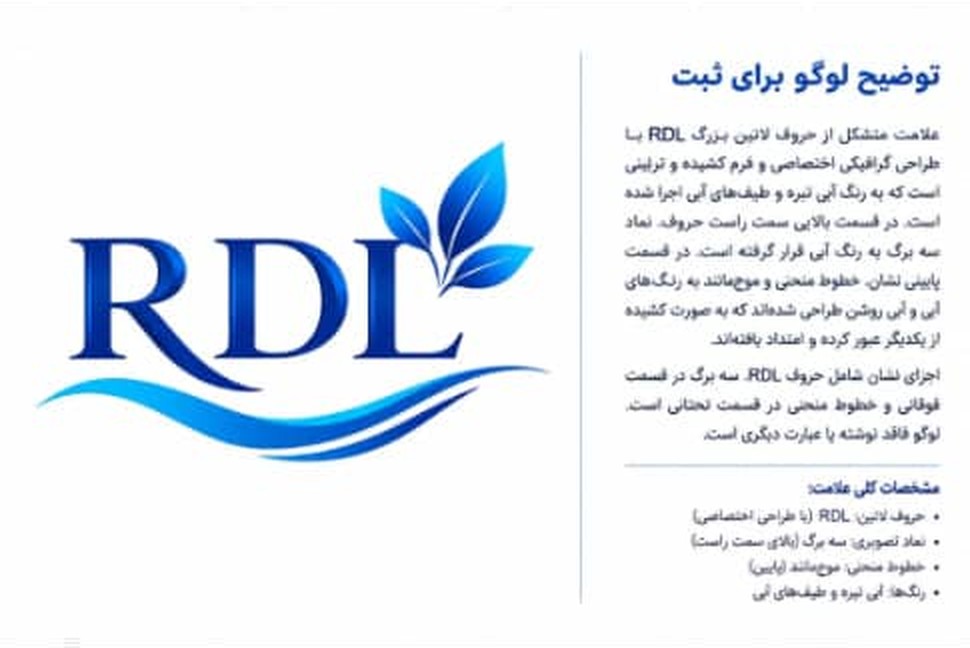 RDL
توضیح لوگو برای ثبت
علامت متشکل از حروف لاتین بزرگ RDL با
طراحی گرافیکی اختصاصی و فرم کشیده و تزئینی
است که به رنگ آبی تیره و طیف‌های آبی اجرا شده
است. در قسمت بالایی سمت راست حروف، نماد
سه برگ به رنگ آبی قرار گرفته است. در قسمت
پایینی نشان، خطوط منحنی و موج‌مانند به رنگ‌های
آبی و آبی روشن طراحی شده‌اند که به صورت کشیده
از یکدیگر عبور کرده و امتداد یافته‌اند.
اجزای نشان شامل حروف RDL، سه برگ در قسمت
فوقانی و خطوط منحنی در قسمت تحتانی است.
لوگو فاقد نوشته یا عبارت دیگری است.
مشخصات کلی علامت:
• حروف لاتین: RDL (با طراحی اختصاصی)
• نماد تصویری: سه برگ (بالای سمت راست)
• خطوط منحنی: موج‌مانند (پایین)
• رنگ‌ها: آبی تیره و طیف‌های آبی